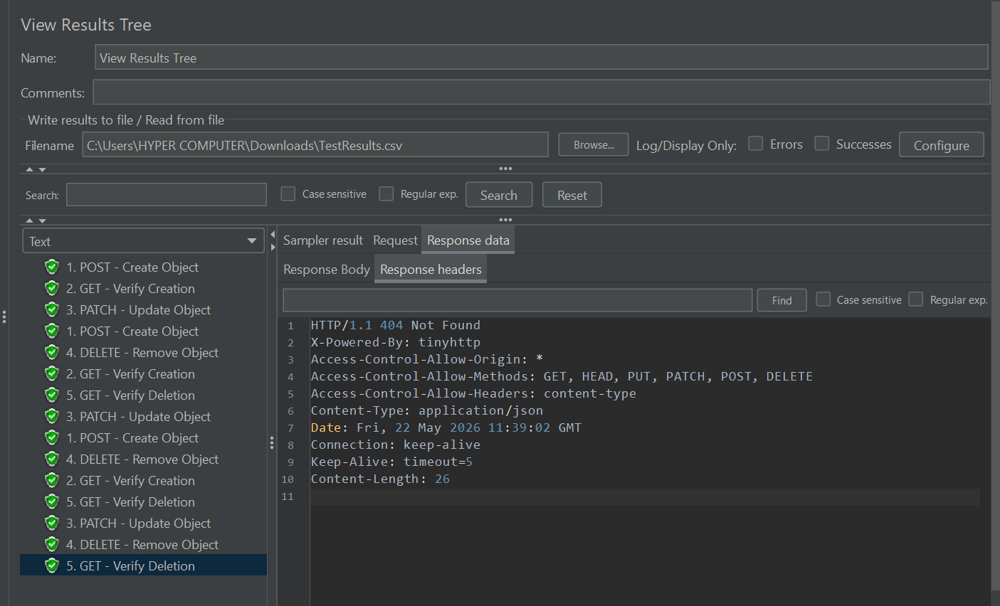 View Results Tree
Name: View Results Tree
Comments:
Write results to file / Read from file
Filename C:\Users\HYPER COMPUTER\Downloads\TestResults.csv Browse... Log/Display Only: Errors Successes Configure
Search: Case sensitive Regular exp. Search Reset
Text
1. POST - Create Object
2. GET - Verify Creation
3. PATCH - Update Object
1. POST - Create Object
4. DELETE - Remove Object
2. GET - Verify Creation
5. GET - Verify Deletion
3. PATCH - Update Object
1. POST - Create Object
4. DELETE - Remove Object
2. GET - Verify Creation
5. GET - Verify Deletion
3. PATCH - Update Object
4. DELETE - Remove Object
5. GET - Verify Deletion
Sampler result Request Response data
Response Body Response headers
Find Case sensitive Regular exp.
1 HTTP/1.1 404 Not Found
2 X-Powered-By: tinyhttp
3 Access-Control-Allow-Origin: *
4 Access-Control-Allow-Methods: GET, HEAD, PUT, PATCH, POST, DELETE
5 Access-Control-Allow-Headers: content-type
6 Content-Type: application/json
7 Date: Fri, 22 May 2026 11:39:02 GMT
8 Connection: keep-alive
9 Keep-Alive: timeout=5
10 Content-Length: 26
11